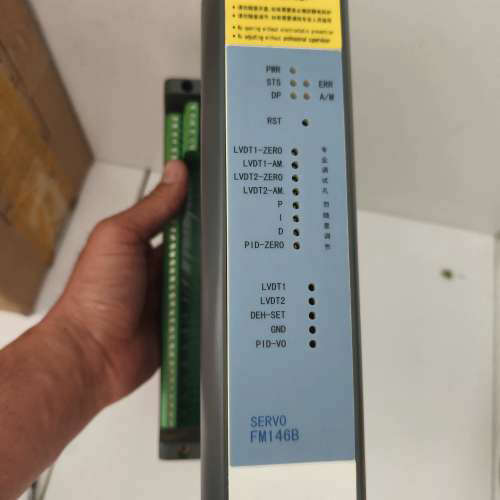 • No opening without electrostatic prevention
• No adjusting without professional supervision
PWR
STS ERR
DP A/M
RST
LVDT1-ZERO
LVDT1-AM.
LVDT2-ZERO
LVDT2-AM.
P
I
D
PID-ZERO
专业调试孔 勿随意调节
LVDT1
LVDT2
DEH-SET
GND
PID-VO
SERVO
FM146B